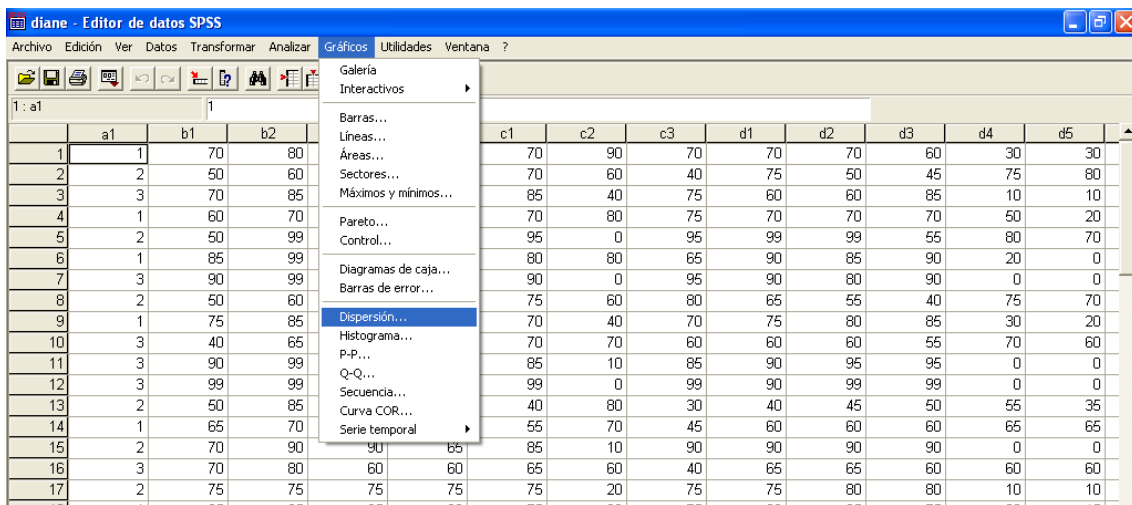 diane - Editor de datos SPSS
Archivo Edición Ver Datos Transformar Analizar Gráficos Utilidades Ventana ?
1 : a1 1
Galería
Interactivos
Barras...
Líneas...
Áreas...
Sectores...
Máximos y mínimos...
Pareto...
Control...
Diagramas de caja...
Barras de error...
Dispersión...
Histograma...
P-P...
Q-Q...
Secuencia...
Curva COR...
Serie temporal
a1 b1 b2 c1 c2 c3 d1 d2 d3 d4 d5
1 1 70 80 70 90 70 70 70 60 30 30
2 2 50 60 70 60 40 75 50 45 75 80
3 3 70 85 85 40 75 60 60 85 10 10
4 1 60 70 70 80 75 70 70 70 50 20
5 2 50 99 95 0 95 99 99 55 80 70
6 1 85 99 80 80 65 90 85 90 20 0
7 3 90 99 90 0 95 90 80 90 0 0
8 2 50 60 75 60 80 65 55 40 75 70
9 1 75 85 70 40 70 75 80 85 30 20
10 3 40 65 70 70 60 60 60 55 70 60
11 3 90 99 85 10 85 90 95 95 0 0
12 3 99 99 99 0 99 90 99 99 0 0
13 2 50 85 40 80 30 40 45 50 55 35
14 1 65 70 55 70 45 60 60 60 65 65
15 2 70 90 90 65 85 10 90 90 90 90 0 0
16 3 70 80 60 60 65 60 40 65 65 60 60 60
17 2 75 75 75 75 75 20 75 75 80 80 10 10